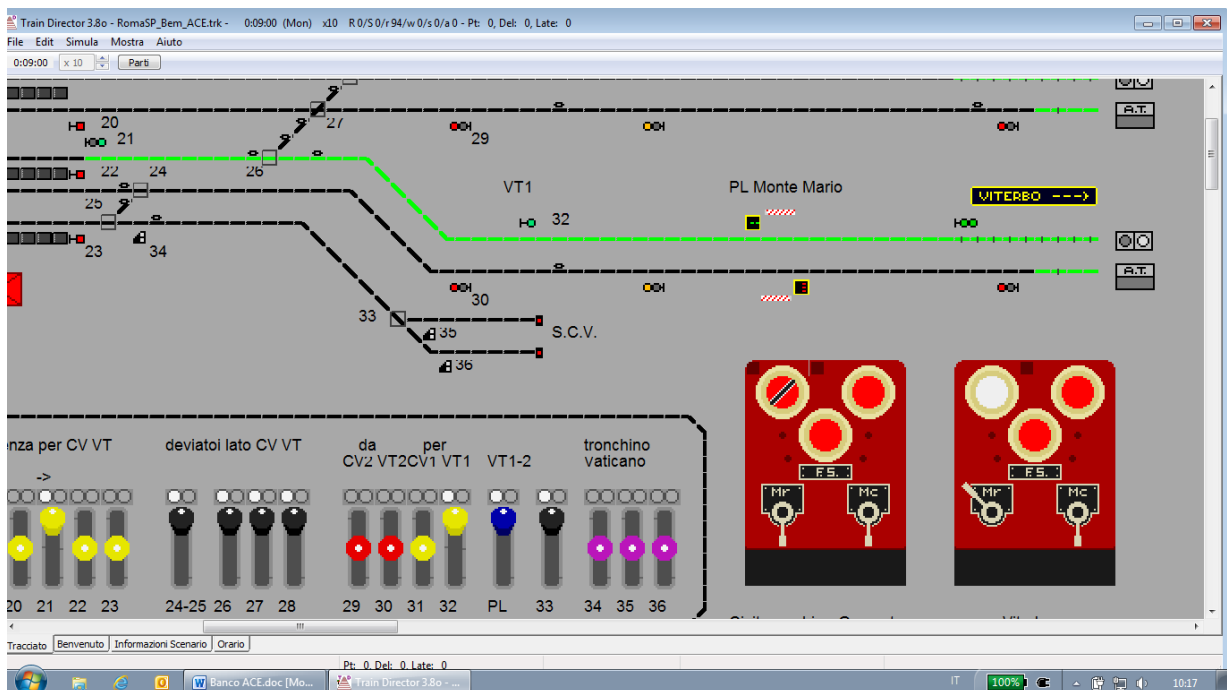 Train Director 3.8o - RomaSP_Bem_ACE.trk - 0:09:00 (Mon) x10 R 0/S 0/r 94/w 0/s 0/a 0 - Pt: 0, Del: 0, Late: 0
File Edit Simula Mostra Aiuto
0:09:00 x 10 Parti
A.T.
20 27 29
21
22 24 26
VT1 PL Monte Mario
VITERBO --->
25 32
23 34
A.T.
30
33 35 S.C.V.
36
enza per CV VT deviatoi lato CV VT da per tronchino
CV2 VT2 CV1 VT1 VT1-2 vaticano
->
F.S. F.S.
Mr Mc Mr Mc
20 21 22 23 24-25 26 27 28 29 30 31 32 PL 33 34 35 36
Tracciato Benvenuto Informazioni Scenario Orario
Pt: 0, Del: 0, Late: 0
Banco ACE.doc [Mo... Train Director 3.8o - ... IT 100% 10:17